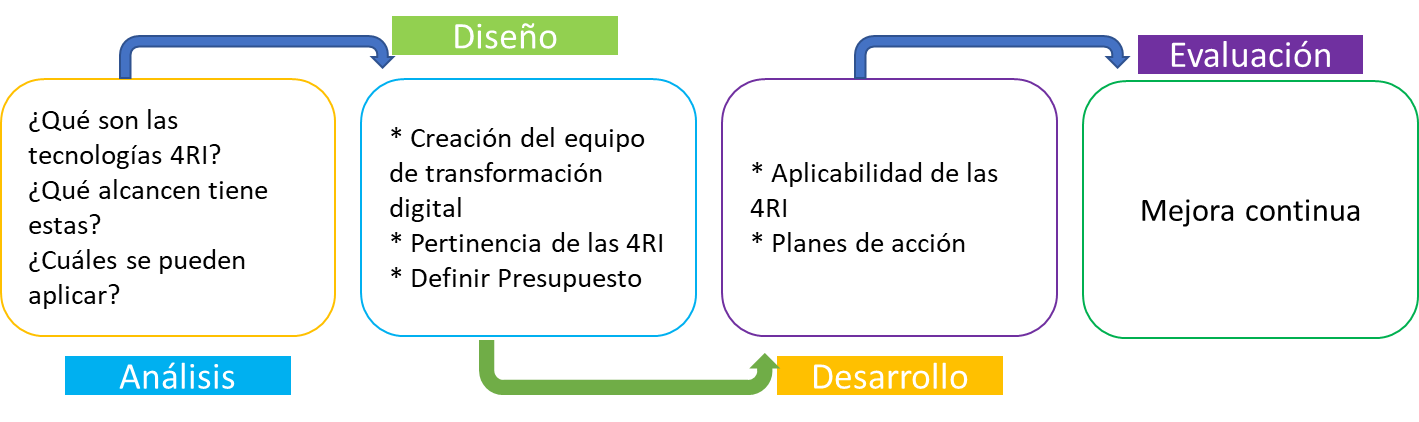 ¿Qué son las
tecnologías 4RI?
¿Qué alcancen tiene
estas?
¿Cuáles se pueden
aplicar?
Análisis
Diseño
* Creación del equipo
de transformación
digital
* Pertinencia de las 4RI
* Definir Presupuesto
* Aplicabilidad de las
4RI
* Planes de acción
Desarrollo
Evaluación
Mejora continua